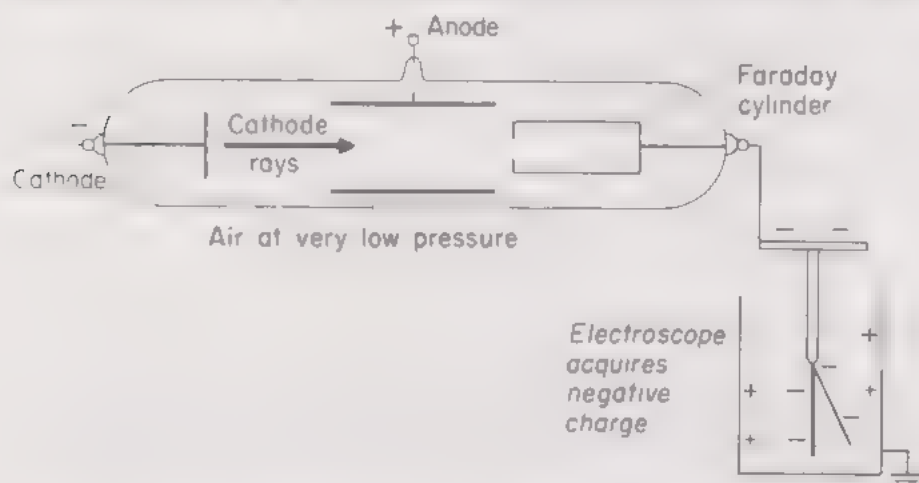 + Anode
Faraday
cylinder
−
Cathode
rays
Cathode
Air at very low pressure
− −
Electroscope
acquires
negative
charge
+
−
+ − +
−
+ −